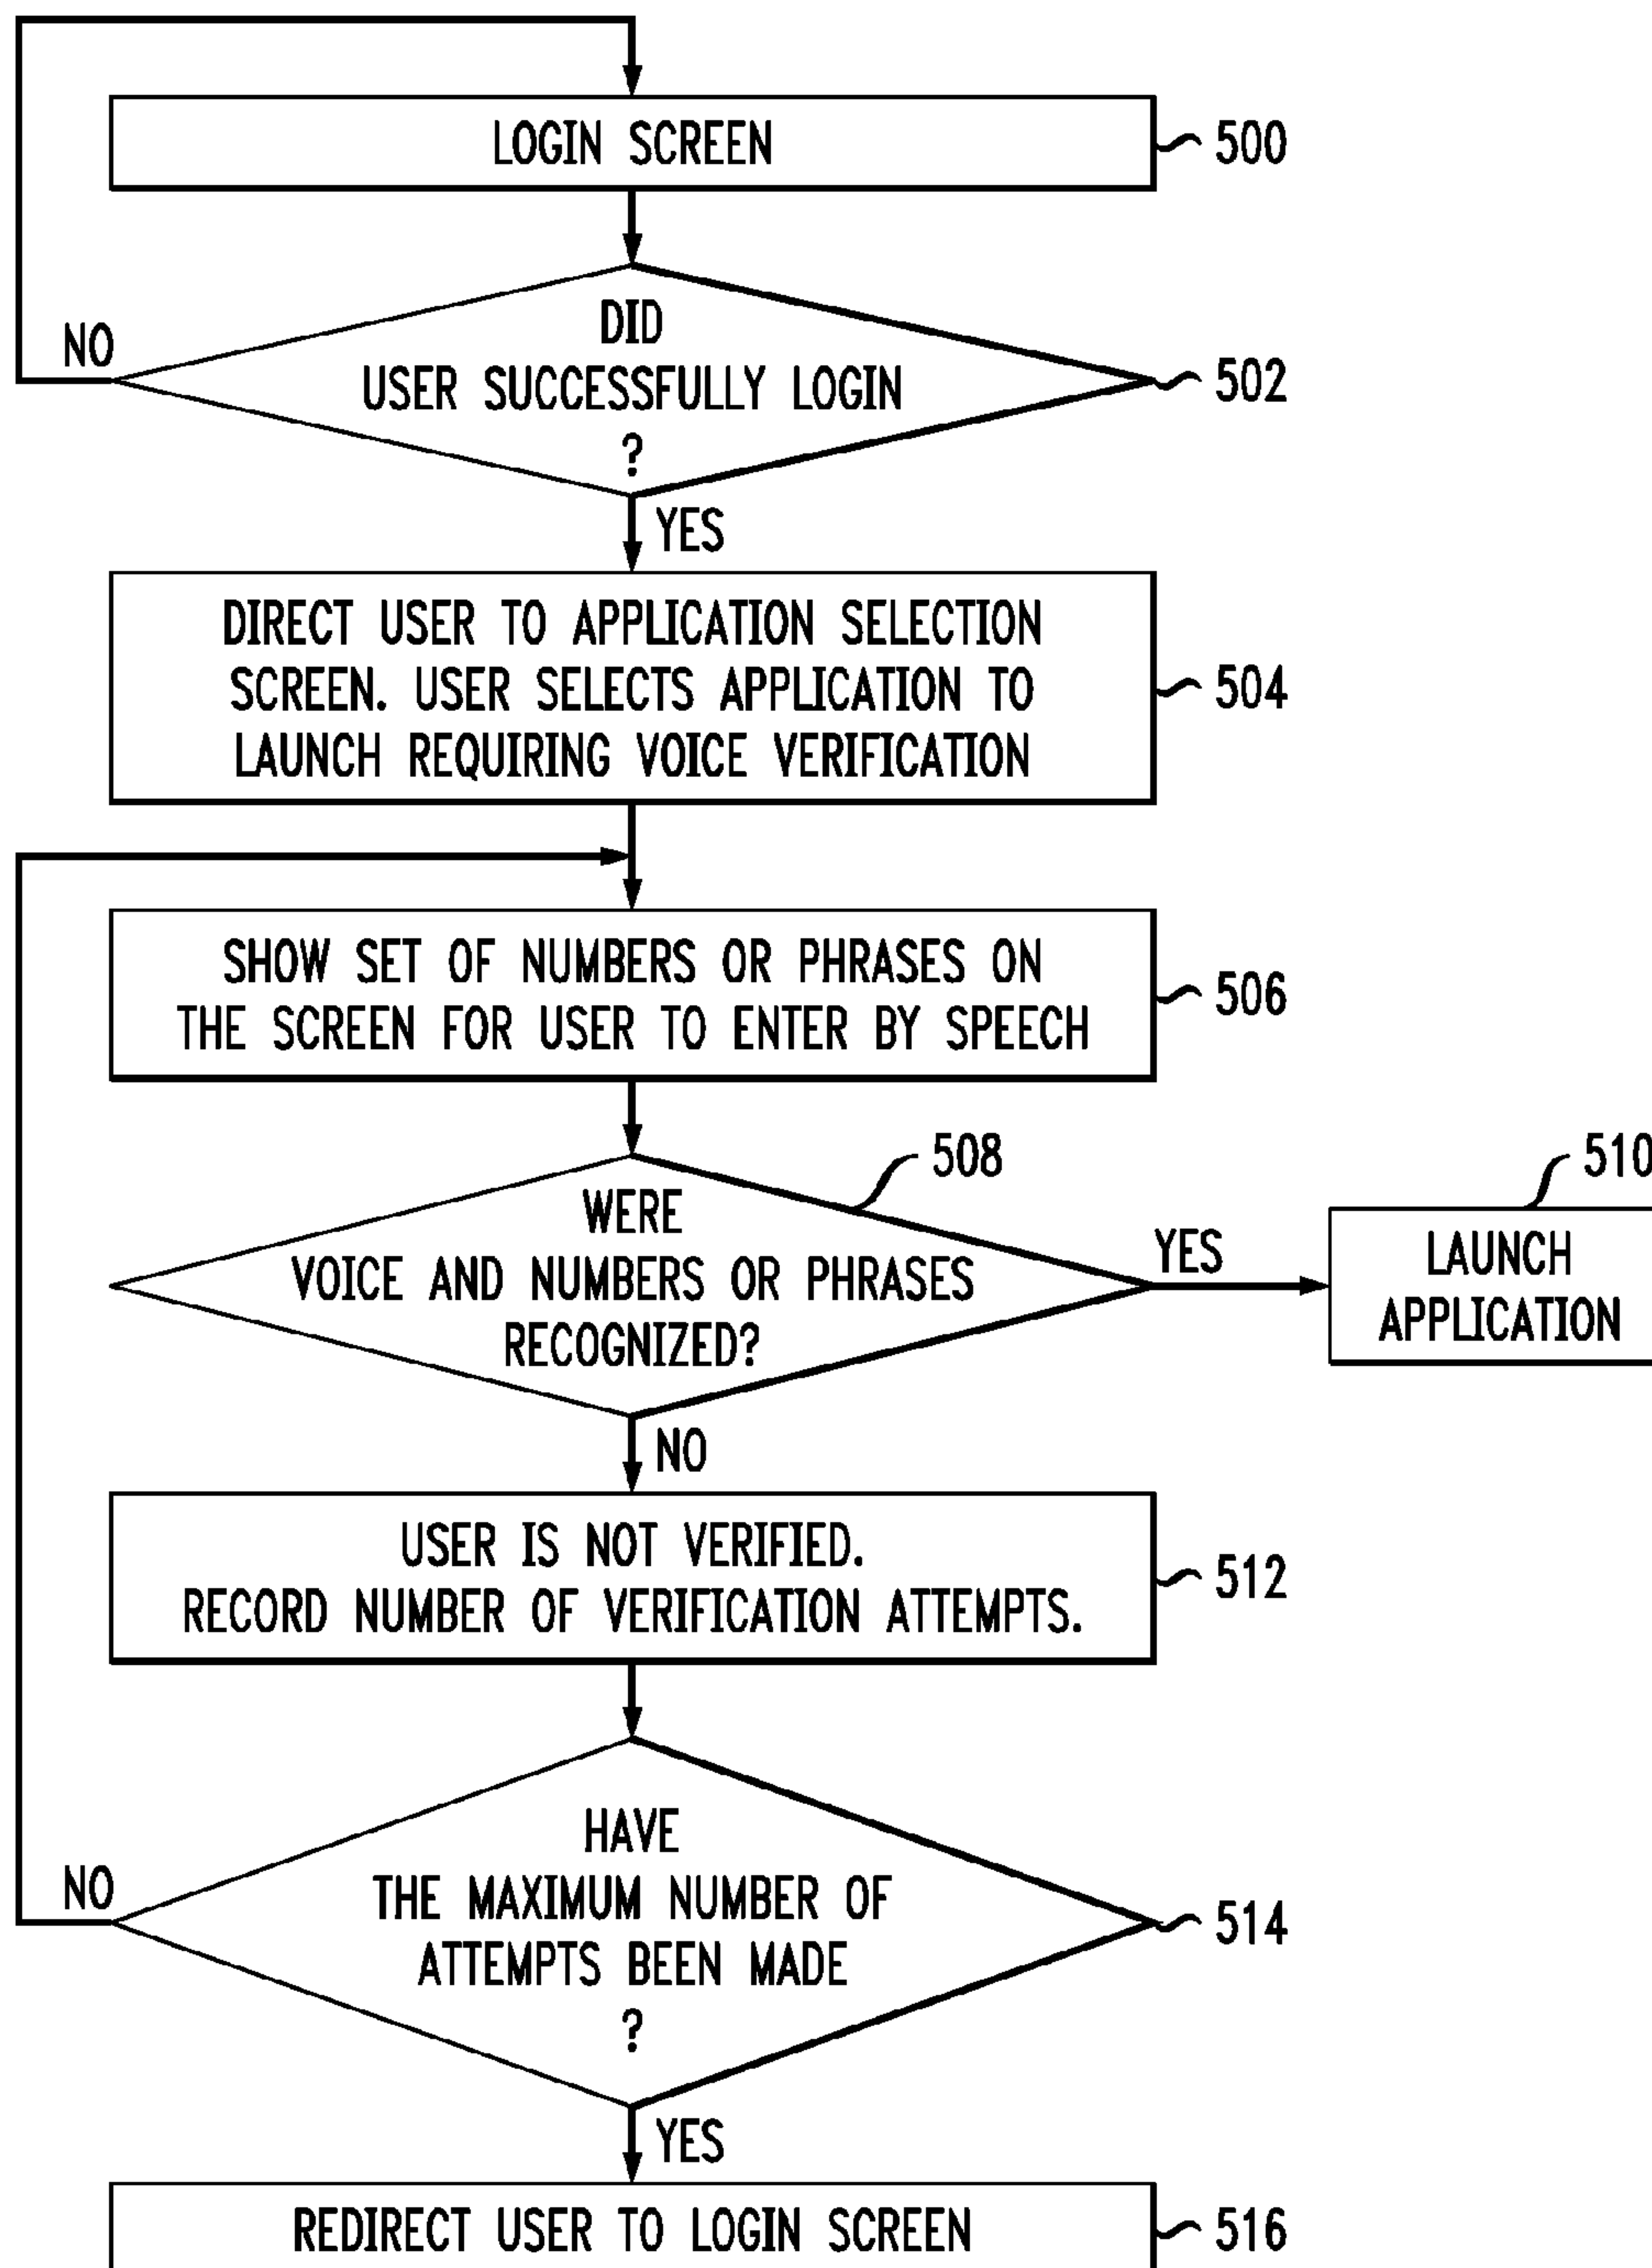 LOGIN SCREEN
500
DID
USER SUCCESSFULLY LOGIN
?
502
NO
YES
DIRECT USER TO APPLICATION SELECTION
SCREEN. USER SELECTS APPLICATION TO
LAUNCH REQUIRING VOICE VERIFICATION
504
SHOW SET OF NUMBERS OR PHRASES ON
THE SCREEN FOR USER TO ENTER BY SPEECH
506
508
WERE
VOICE AND NUMBERS OR PHRASES
RECOGNIZED?
YES
510
LAUNCH
APPLICATION
NO
USER IS NOT VERIFIED.
RECORD NUMBER OF VERIFICATION ATTEMPTS.
512
HAVE
THE MAXIMUM NUMBER OF
ATTEMPTS BEEN MADE
?
514
NO
YES
REDIRECT USER TO LOGIN SCREEN
516